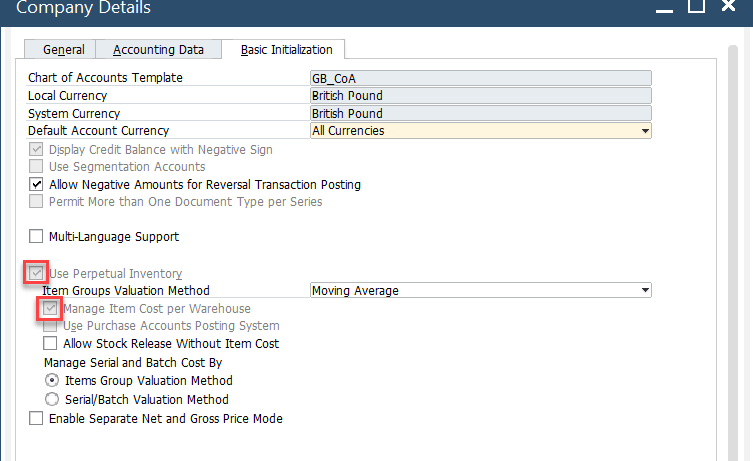 Company Details
General Accounting Data Basic Initialization
Chart of Accounts Template GB_CoA
Local Currency British Pound
System Currency British Pound
Default Account Currency All Currencies
Display Credit Balance with Negative Sign
Use Segmentation Accounts
Allow Negative Amounts for Reversal Transaction Posting
Permit More than One Document Type per Series
Multi-Language Support
Use Perpetual Inventory
Item Groups Valuation Method Moving Average
Manage Item Cost per Warehouse
Use Purchase Accounts Posting System
Allow Stock Release Without Item Cost
Manage Serial and Batch Cost By
Items Group Valuation Method
Serial/Batch Valuation Method
Enable Separate Net and Gross Price Mode